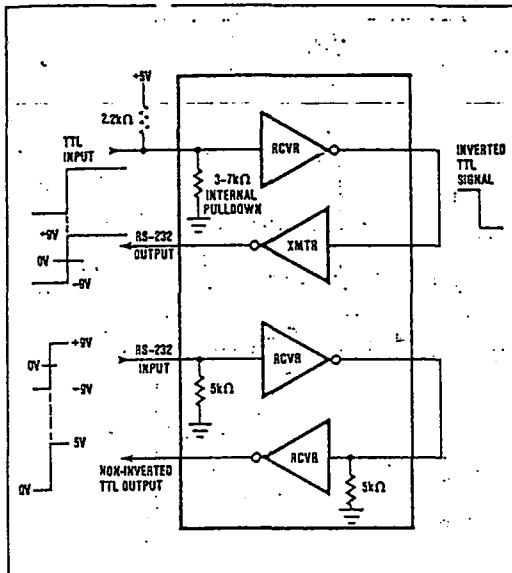 +5V
2.2kΩ
TTL
INPUT
RCVR
INVERTED
TTL
SIGNAL
3-7kΩ
INTERNAL
PULLDOWN
+9V
0V
-9V
RS-232
OUTPUT
XMTR
+9V
0V
-9V
RS-232
INPUT
RCVR
5kΩ
5V
0V
NON-INVERTED
TTL OUTPUT
RCVR
5kΩ